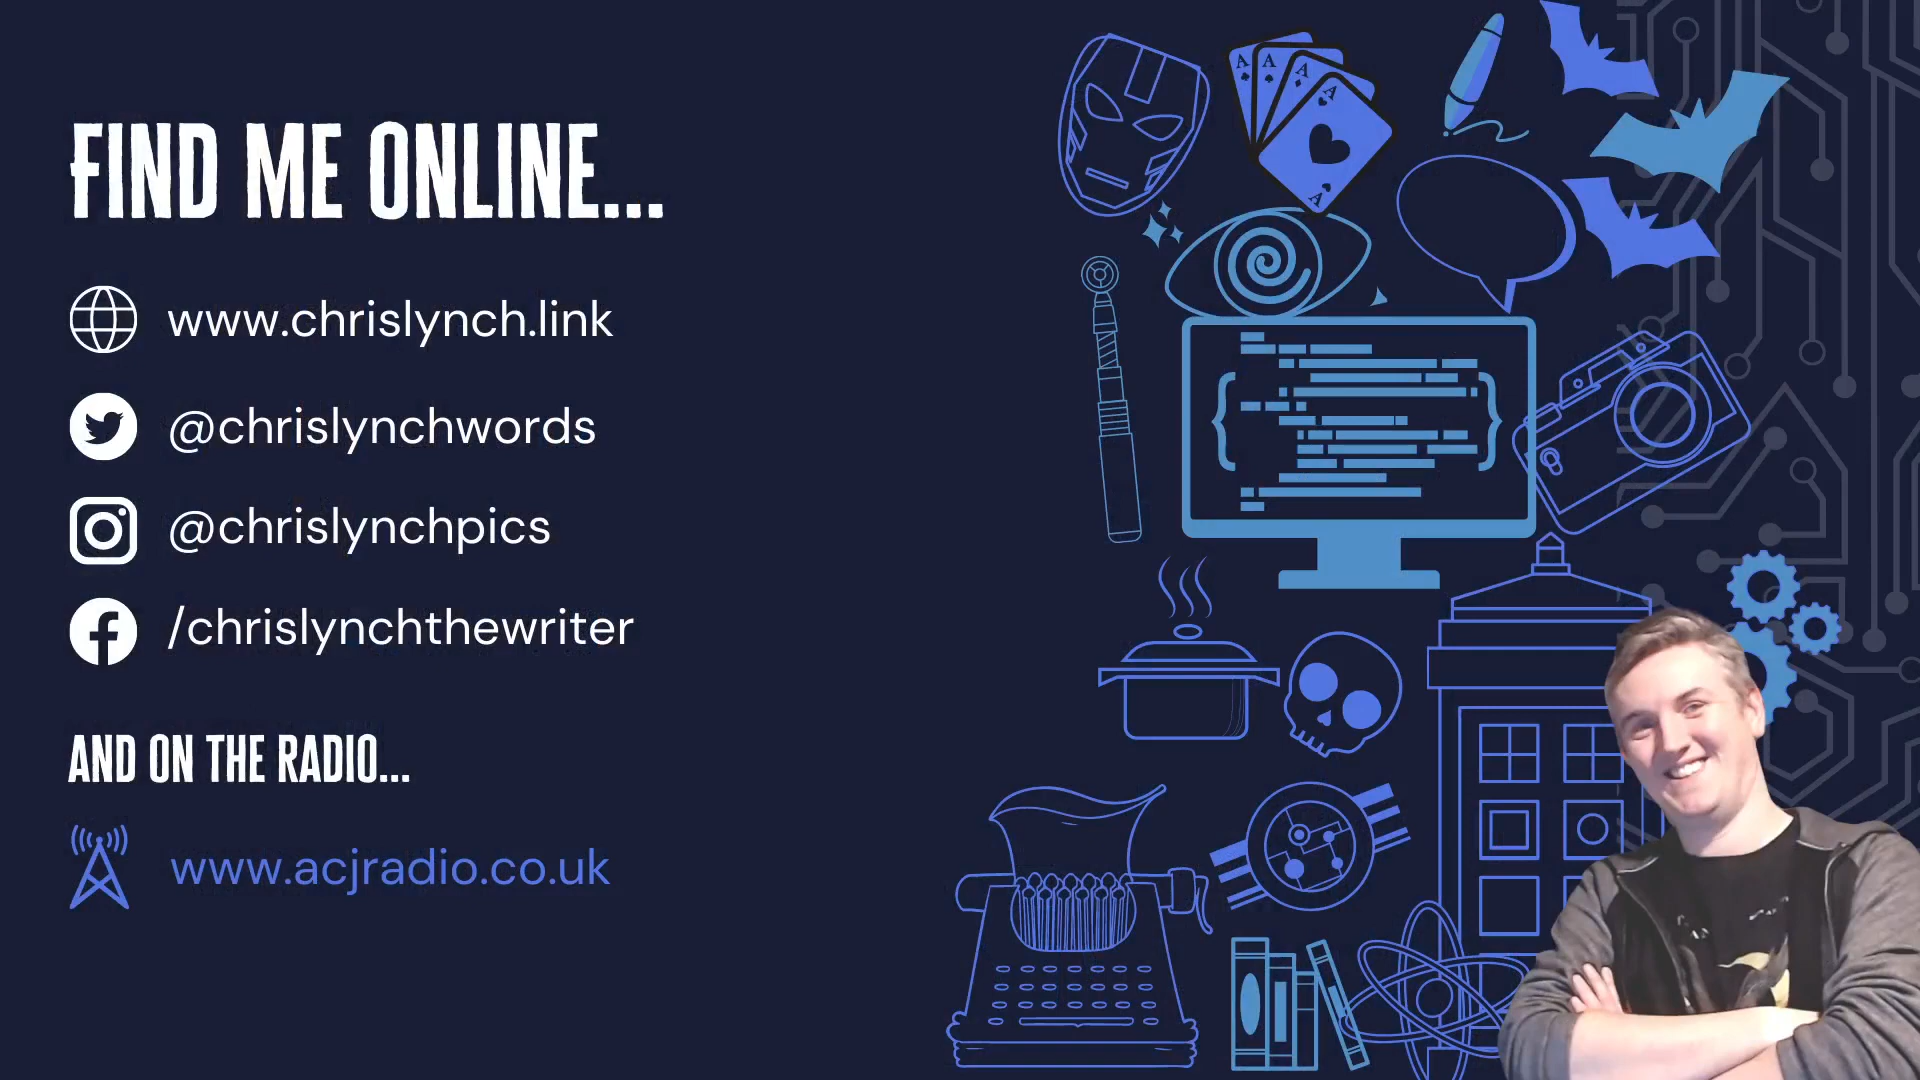 FIND ME ONLINE...
www.chrislynch.link
@chrislynchwords
@chrislynchpics
/chrislynchthewriter
AND ON THE RADIO...
www.acjradio.co.uk
A
A
A
A
A